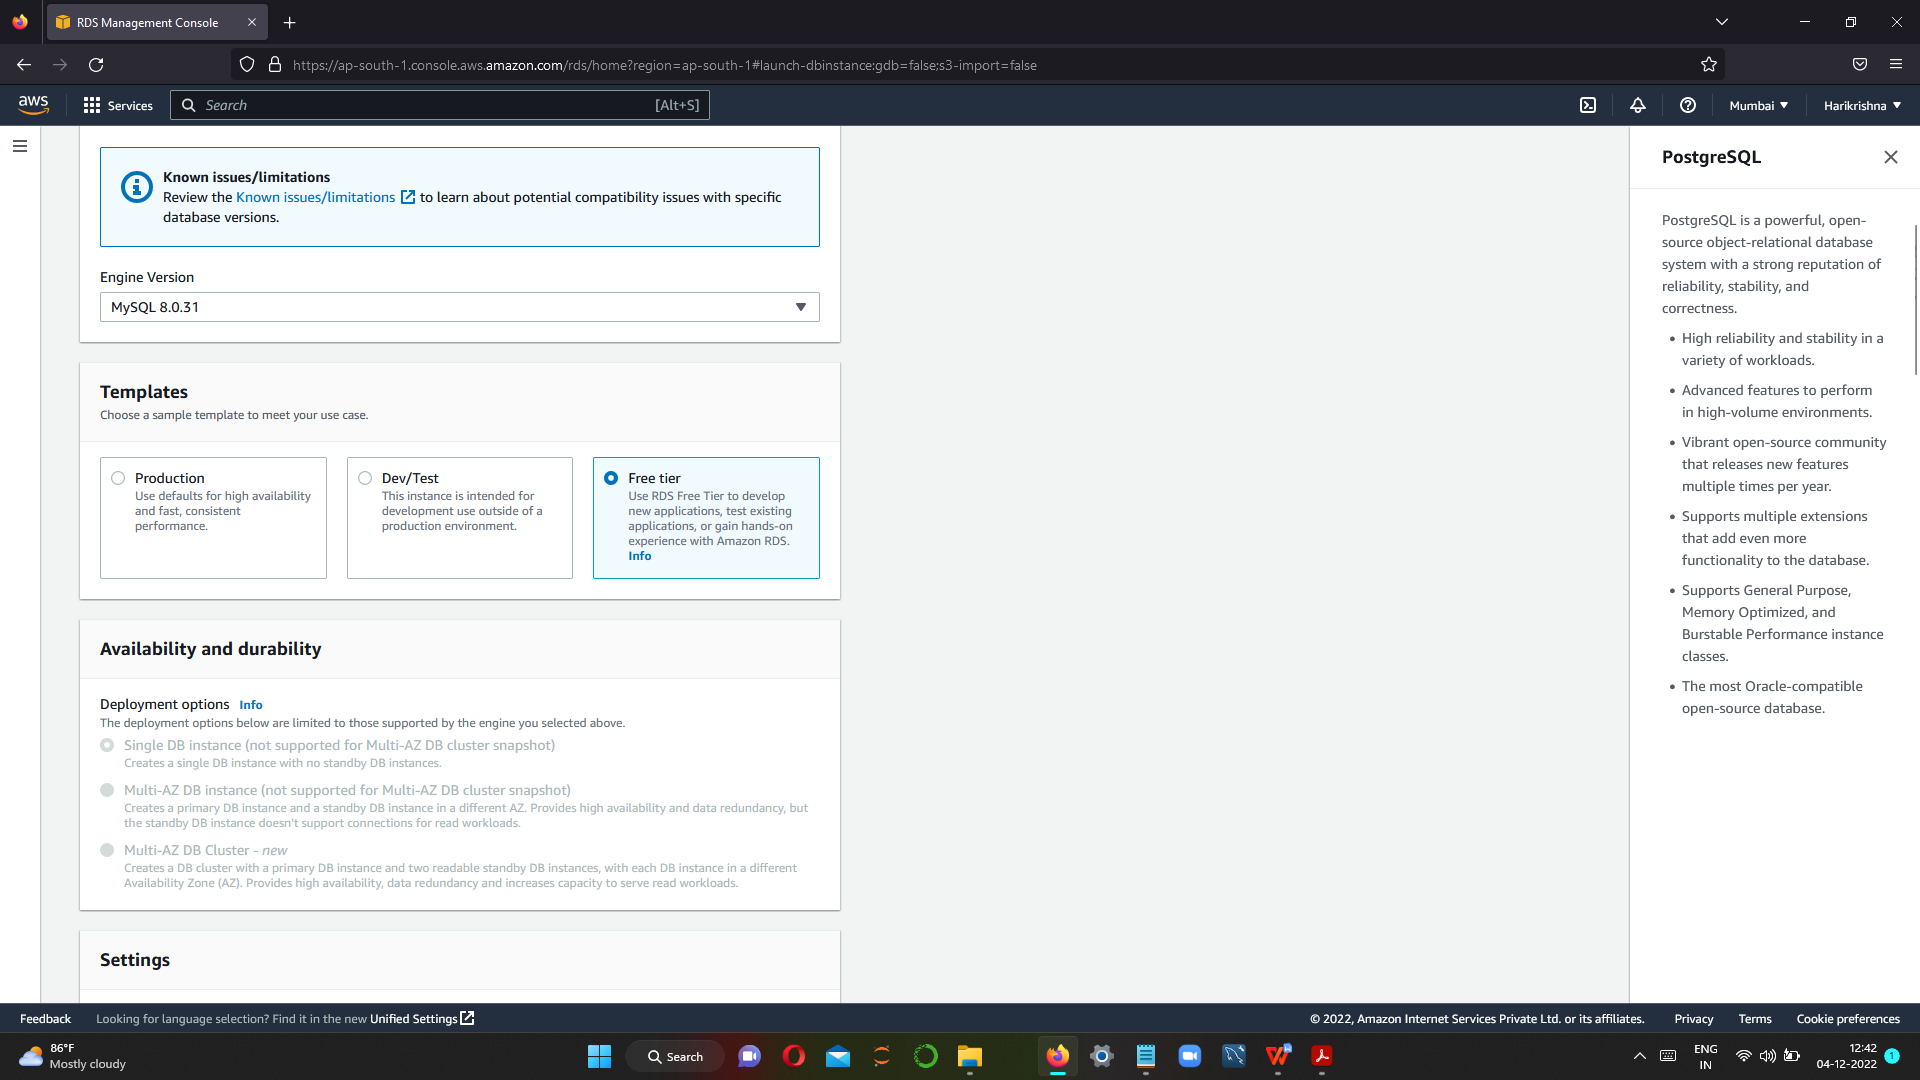 RDS Management Console
https://ap-south-1.console.aws.amazon.com/rds/home?region=ap-south-1#launch-dbinstance:gdb=false;s3-import=false
aws
Services
Search
[Alt+S]
Mumbai
Harikrishna
Known issues/limitations
Review the Known issues/limitations to learn about potential compatibility issues with specific
database versions.
Engine Version
MySQL 8.0.31
Templates
Choose a sample template to meet your use case.
Production
Use defaults for high availability
and fast, consistent
performance.
Dev/Test
This instance is intended for
development use outside of a
production environment.
Free tier
Use RDS Free Tier to develop
new applications, test existing
applications, or gain hands-on
experience with Amazon RDS.
Info
Availability and durability
Deployment options Info
The deployment options below are limited to those supported by the engine you selected above.
Single DB instance (not supported for Multi-AZ DB cluster snapshot)
Creates a single DB instance with no standby DB instances.
Multi-AZ DB instance (not supported for Multi-AZ DB cluster snapshot)
Creates a primary DB instance and a standby DB instance in a different AZ. Provides high availability and data redundancy, but
the standby DB instance doesn't support connections for read workloads.
Multi-AZ DB Cluster - new
Creates a DB cluster with a primary DB instance and two readable standby DB instances, with each DB instance in a different
Availability Zone (AZ). Provides high availability, data redundancy and increases capacity to serve read workloads.
Settings
PostgreSQL
PostgreSQL is a powerful, open-
source object-relational database
system with a strong reputation of
reliability, stability, and
correctness.
• High reliability and stability in a
variety of workloads.
• Advanced features to perform
in high-volume environments.
• Vibrant open-source community
that releases new features
multiple times per year.
• Supports multiple extensions
that add even more
functionality to the database.
• Supports General Purpose,
Memory Optimized, and
Burstable Performance instance
classes.
• The most Oracle-compatible
open-source database.
Feedback
Looking for language selection? Find it in the new Unified Settings
© 2022, Amazon Internet Services Private Ltd. or its affiliates.
Privacy
Terms
Cookie preferences
86°F
Mostly cloudy
Search
ENG
IN
12:42
04-12-2022
1